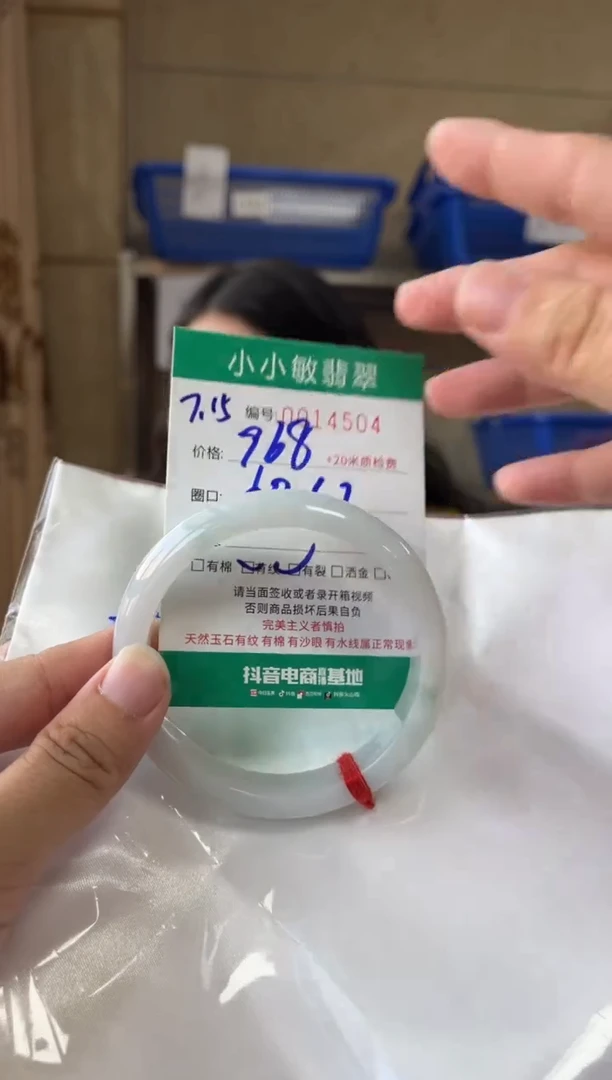 小小敏翡翠
7.15 编号: 0014504
价格: 968 +20米质检费
圈口:
有棉 有纹 有裂 洒金
请当面签收或者录开箱视频
否则商品损坏后果自负
完美主义者慎拍
天然玉石有纹有棉有沙眼有水线属正常现象
抖音电商直播基地